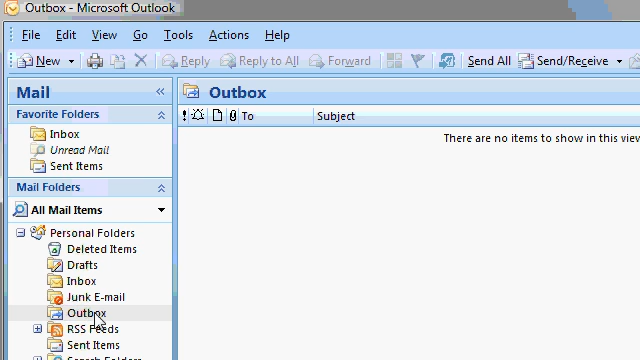 Outbox - Microsoft Outlook
File Edit View Go Tools Actions Help
New Reply Reply to All Forward Send All Send/Receive
Mail «
Outbox
Favorite Folders
! To Subject
Inbox
There are no items to show in this view
Unread Mail
Sent Items
Mail Folders
All Mail Items
Personal Folders
Deleted Items
Drafts
Inbox
Junk E-mail
Outbox
RSS Feeds
Sent Items
Search Folders